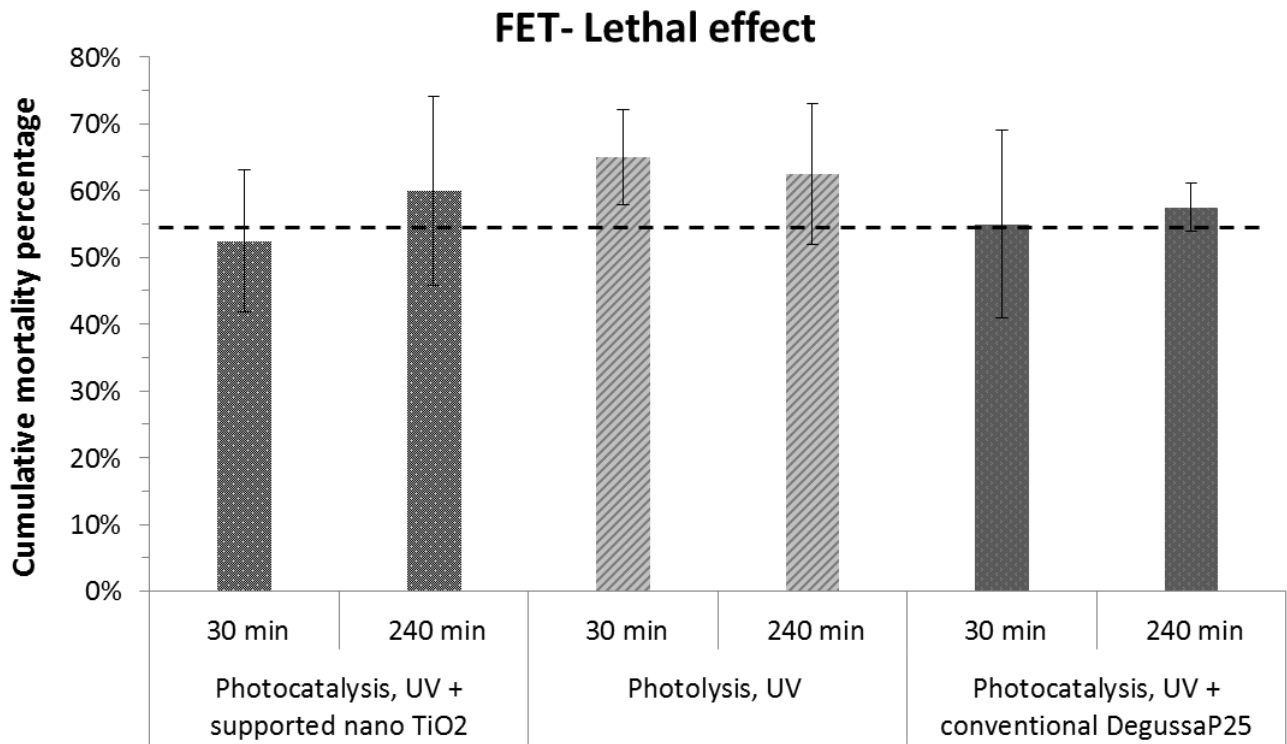 FET- Lethal effect
Cumulative mortality percentage
80%
70%
60%
50%
40%
30%
20%
10%
0%
30 min 240 min 30 min 240 min 30 min 240 min
Photocatalysis, UV + Photolysis, UV Photocatalysis, UV +
supported nano TiO2 conventional DegussaP25